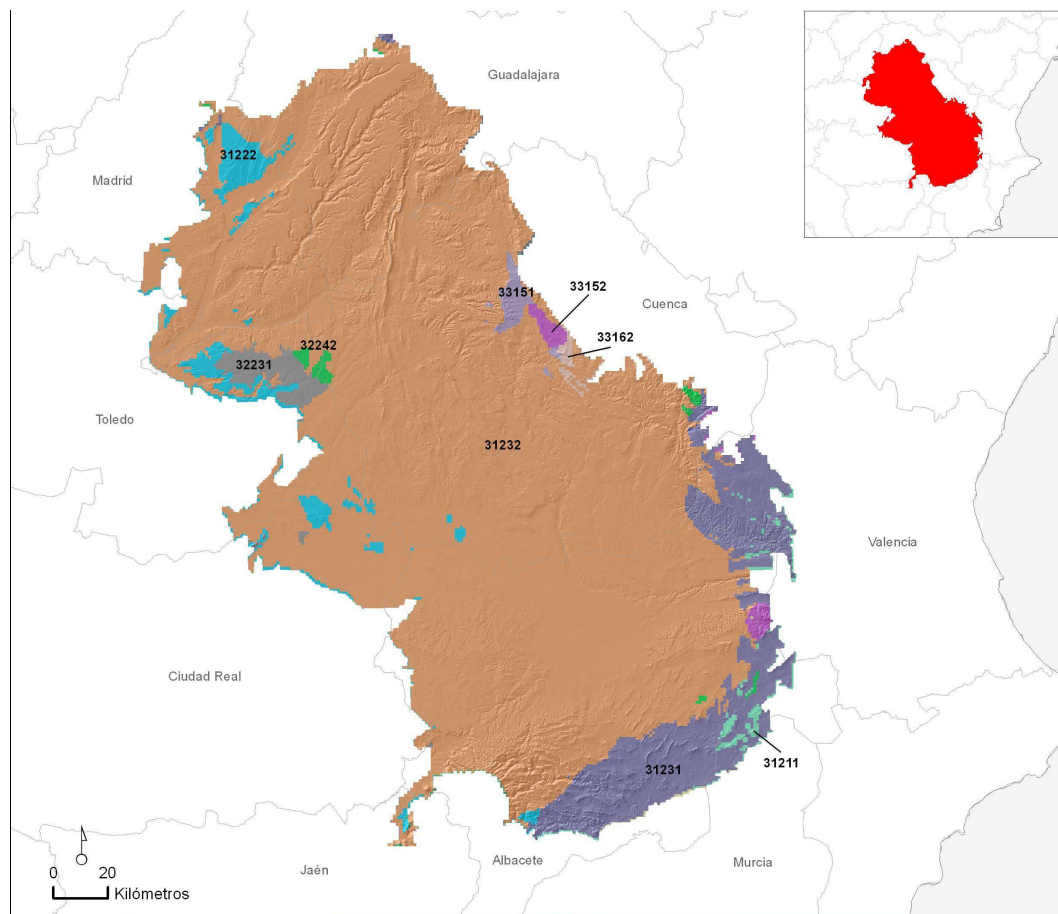 Guadalajara
31222
Madrid
33152
33151
Cuenca
33162
32242
32231
Toledo
31232
Valencia
Ciudad Real
31211
31231
Albacete
Murcia
Jaén
0 20
Kilómetros